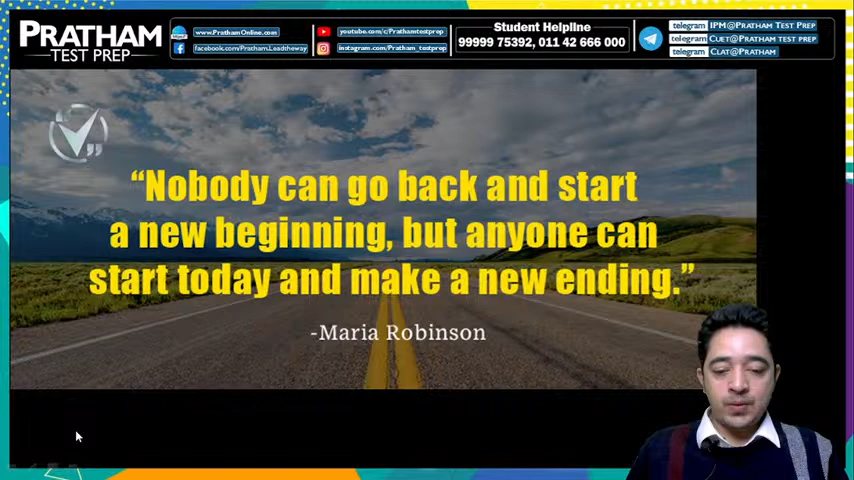 PRATHAM
TEST PREP
www.PrathamOnline.com
facebook.com/Pratham.Leadtheway
youtube.com/c/Prathamtestprep
instagram.com/Pratham_testprep
Student Helpline
99999 75392, 011 42 666 000
telegram IPM@PRATHAM TEST PREP
telegram CUET@PRATHAM TEST PREP
telegram CLAT@PRATHAM
“Nobody can go back and start
a new beginning, but anyone can
start today and make a new ending.”
-Maria Robinson